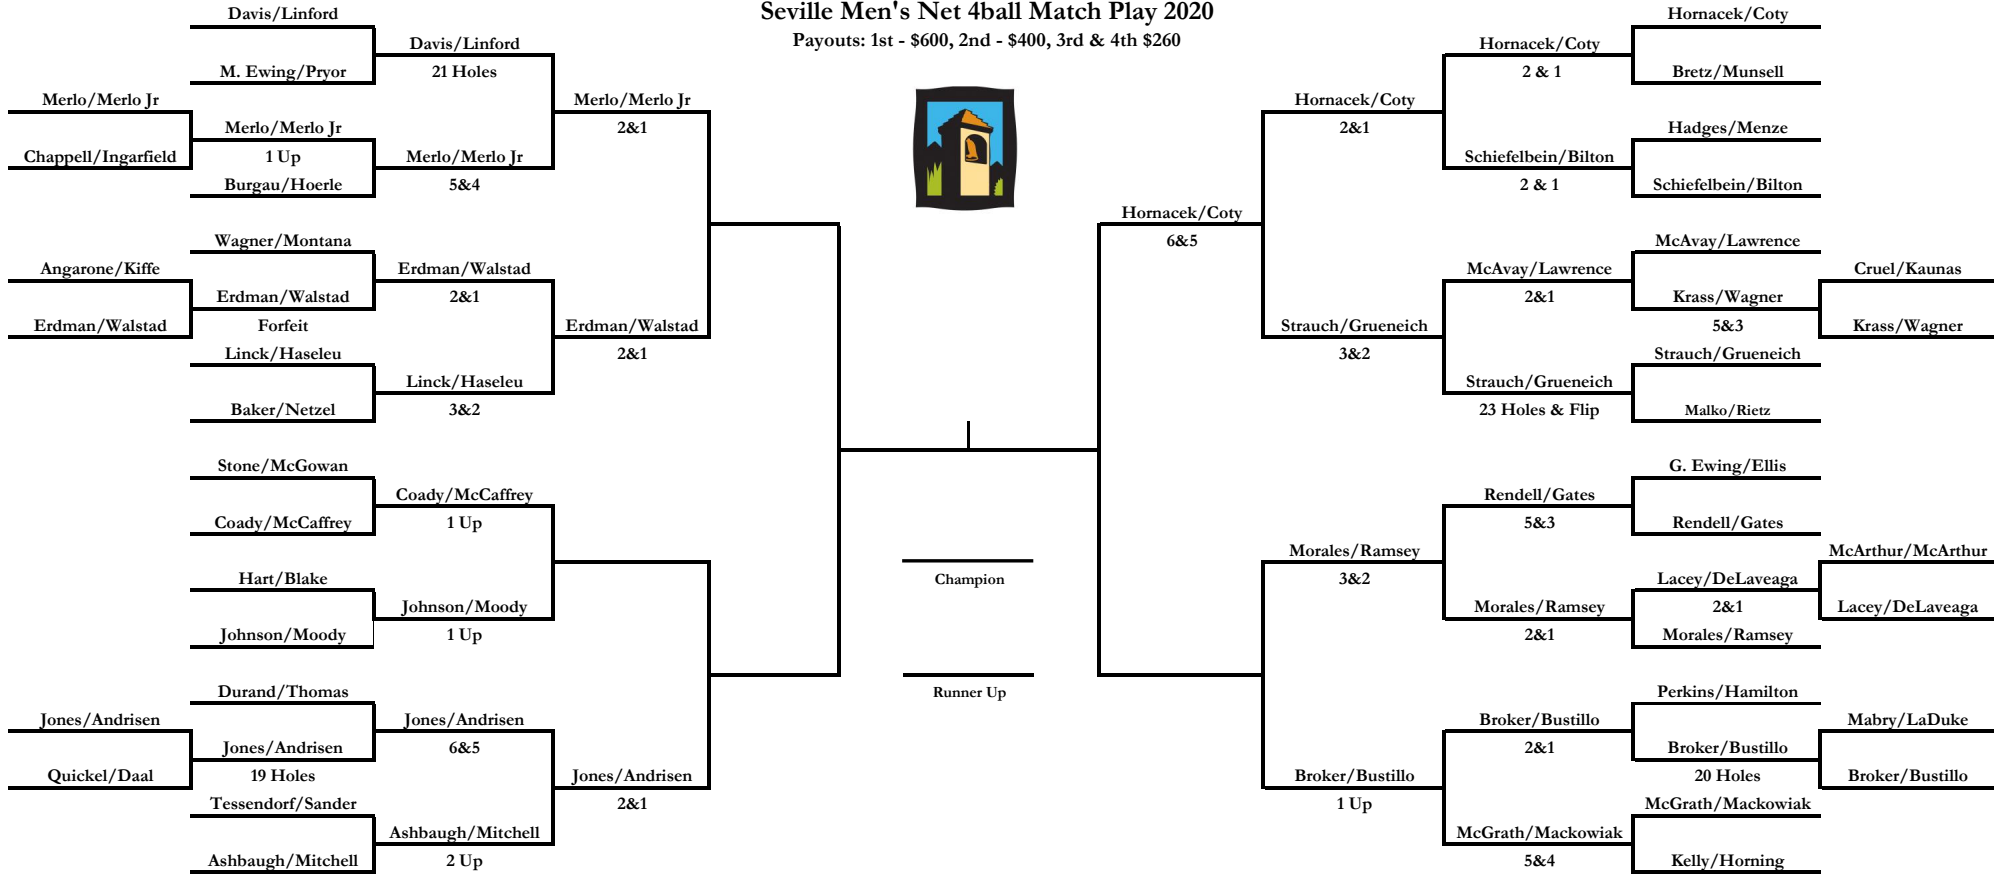 Seville Men's Net 4ball Match Play 2020
Payouts: 1st - $600, 2nd - $400, 3rd & 4th $260
Merlo/Merlo Jr
Chappell/Ingarfield
Angarone/Kiffe
Erdman/Walstad
Jones/Andrisen
Quickel/Daal
Davis/Linford
M. Ewing/Pryor
Merlo/Merlo Jr
1 Up
Burgau/Hoerle
Wagner/Montana
Erdman/Walstad
Forfeit
Linck/Haseleu
Baker/Netzel
Stone/McGowan
Coady/McCaffrey
Hart/Blake
Johnson/Moody
Durand/Thomas
Jones/Andrisen
19 Holes
Tessendorf/Sander
Ashbaugh/Mitchell
Davis/Linford
21 Holes
Merlo/Merlo Jr
5&4
Erdman/Walstad
2&1
Linck/Haseleu
3&2
Coady/McCaffrey
1 Up
Johnson/Moody
1 Up
Jones/Andrisen
6&5
Ashbaugh/Mitchell
2 Up
Merlo/Merlo Jr
2&1
Erdman/Walstad
2&1
Jones/Andrisen
2&1
Champion
Runner Up
Hornacek/Coty
6&5
Hornacek/Coty
2&1
Strauch/Grueneich
3&2
Morales/Ramsey
3&2
Broker/Bustillo
1 Up
Hornacek/Coty
2 & 1
Schiefelbein/Bilton
2 & 1
McAvay/Lawrence
2&1
Strauch/Grueneich
23 Holes & Flip
Rendell/Gates
5&3
Morales/Ramsey
2&1
Broker/Bustillo
2&1
McGrath/Mackowiak
5&4
Hornacek/Coty
Bretz/Munsell
Hadges/Menze
Schiefelbein/Bilton
McAvay/Lawrence
Krass/Wagner
5&3
Strauch/Grueneich
Malko/Rietz
G. Ewing/Ellis
Rendell/Gates
Lacey/DeLaveaga
2&1
Morales/Ramsey
Perkins/Hamilton
Broker/Bustillo
20 Holes
McGrath/Mackowiak
Kelly/Horning
Cruel/Kaunas
Krass/Wagner
McArthur/McArthur
Lacey/DeLaveaga
Mabry/LaDuke
Broker/Bustillo